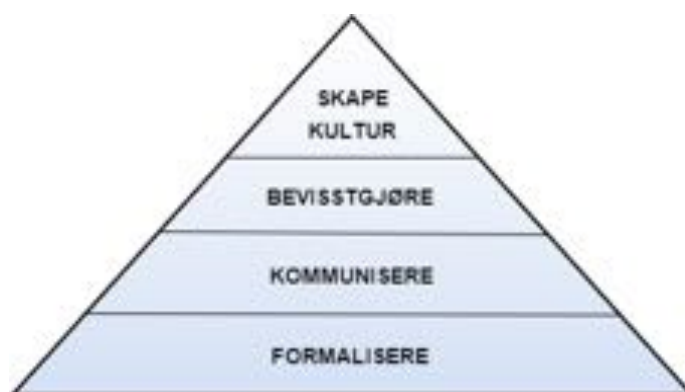 SKAPE
KULTUR
BEVISSTGJØRE
KOMMUNISERE
FORMALISERE